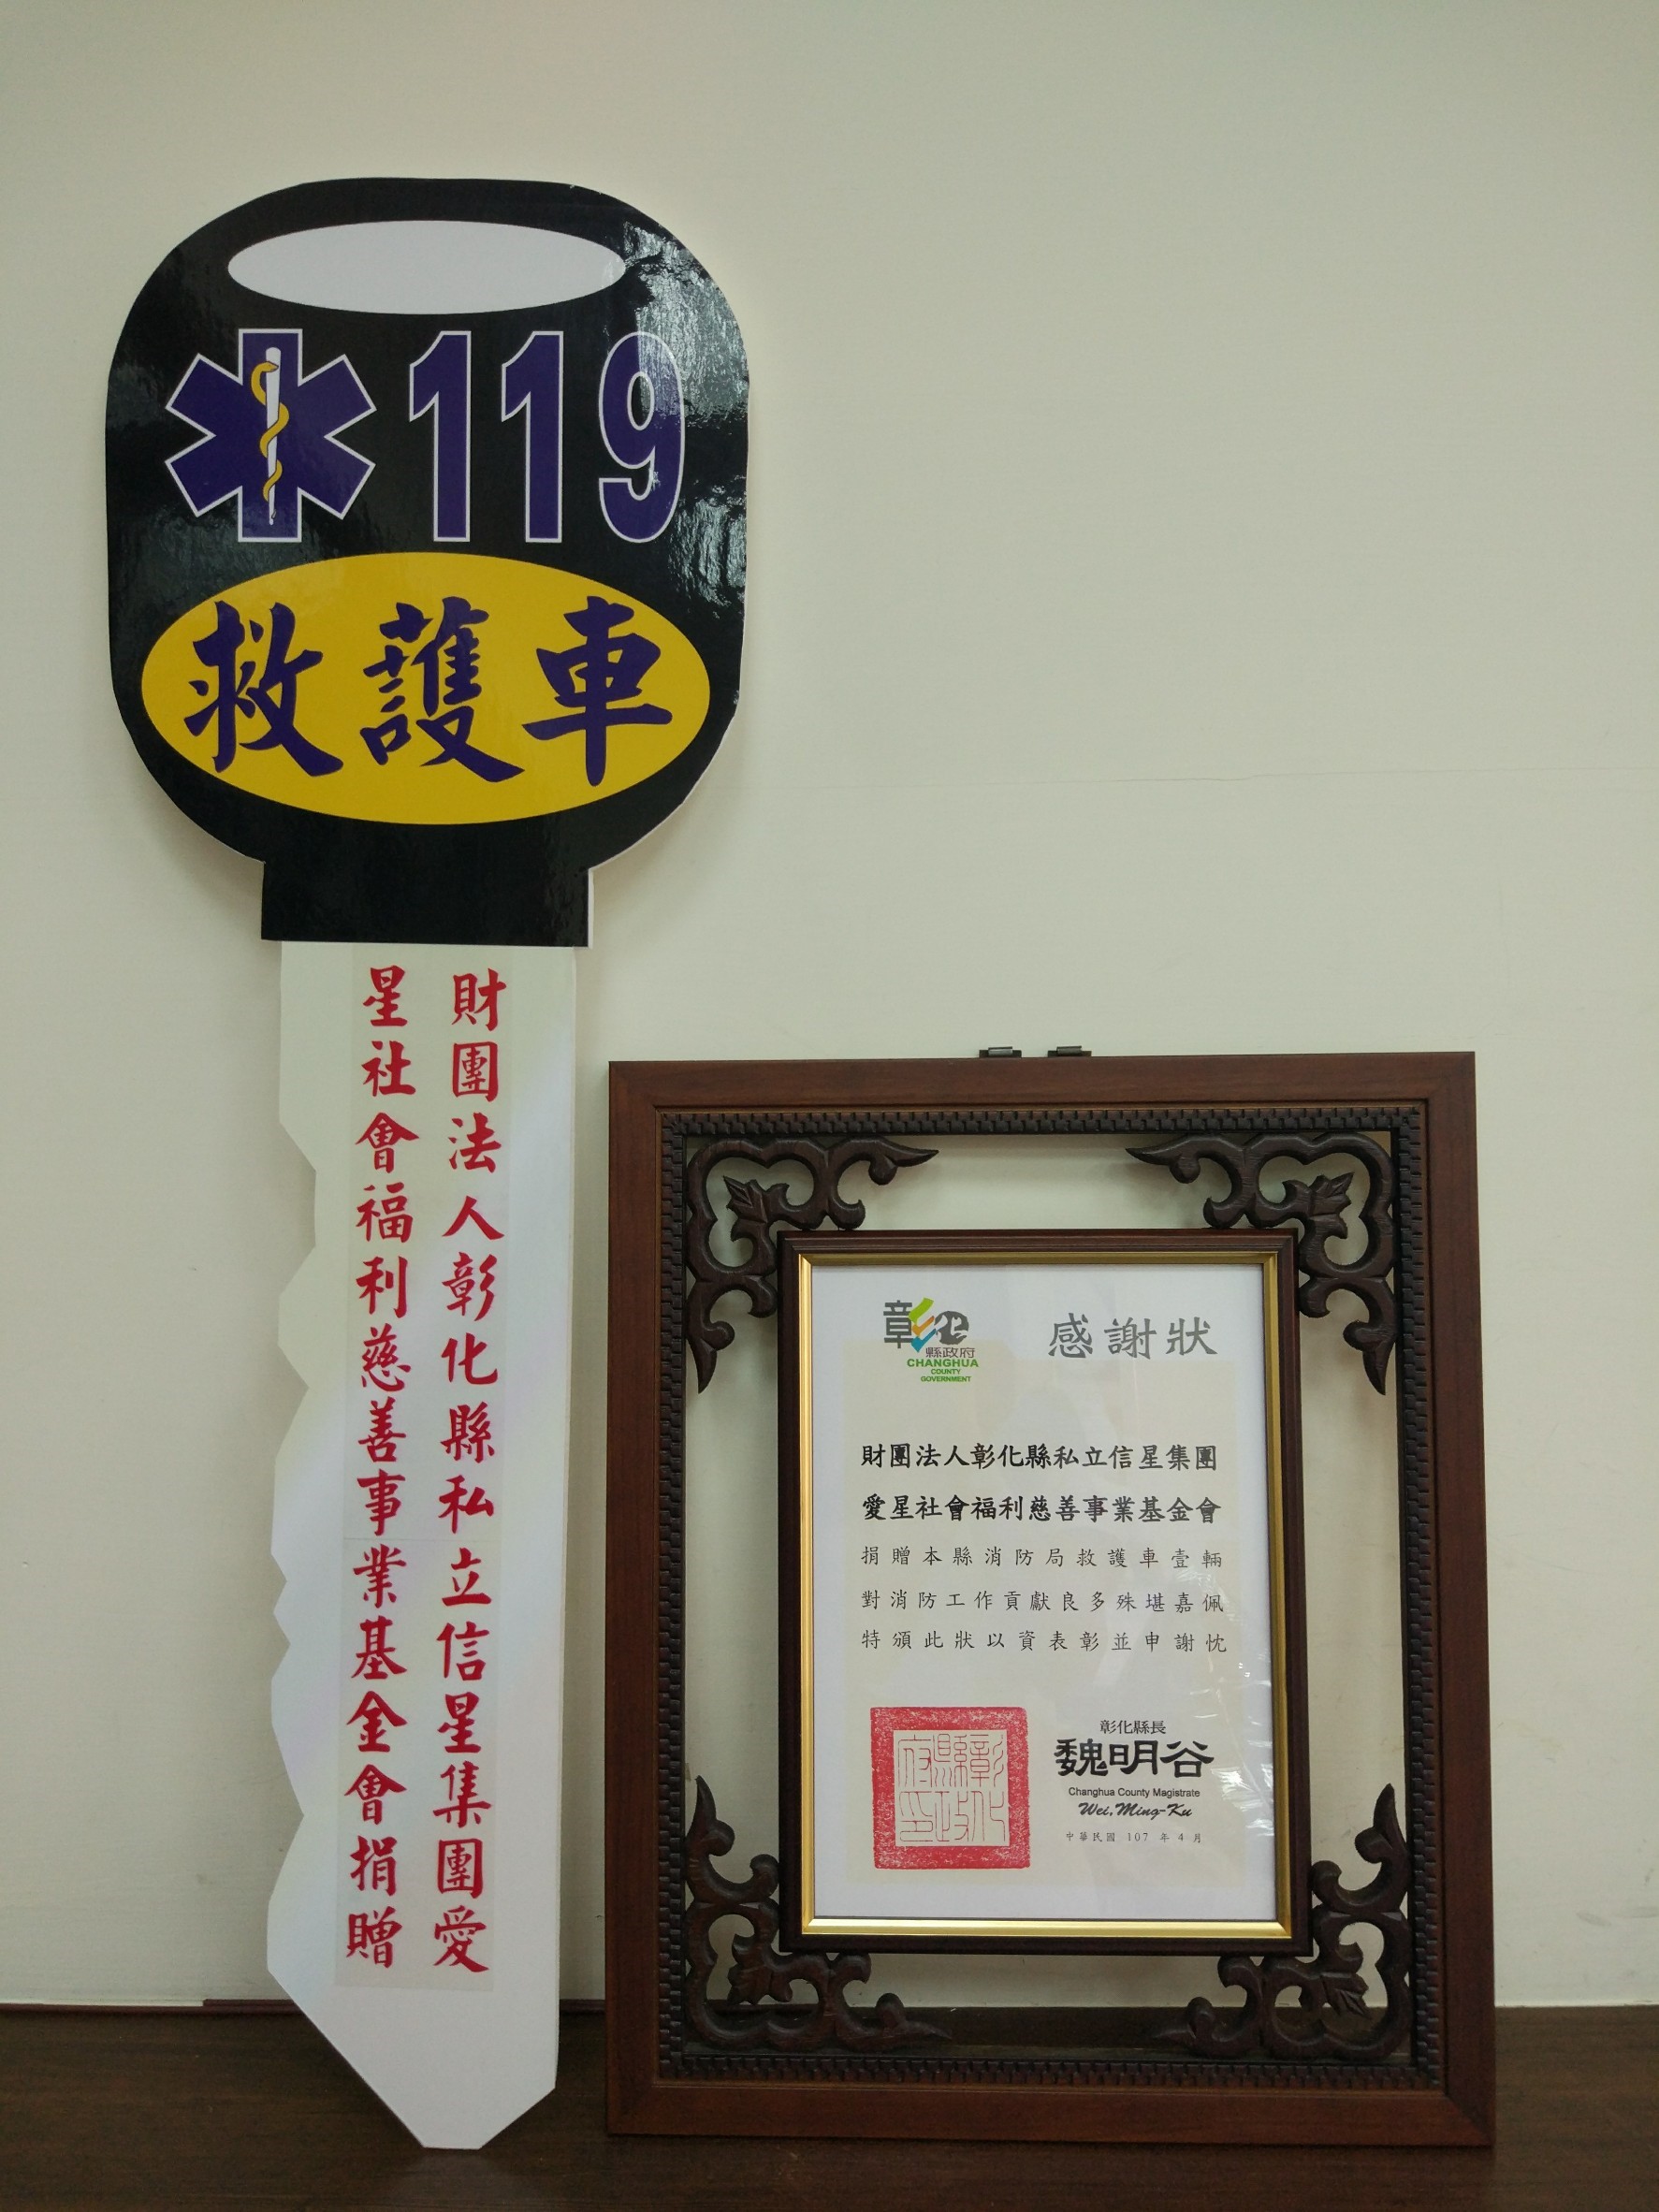 119
救護車
財團法人彰化縣私立信星集團愛
星社會福利慈善事業基金會捐贈
彰化
縣政府
CHANGHUA
COUNTY
GOVERNMENT
感謝狀
財團法人彰化縣私立信星集團
愛星社會福利慈善事業基金會
捐贈本縣消防局救護車壹輛
對消防工作貢獻良多殊堪嘉佩
特頒此狀以資表彰並申謝忱
彰化縣政府印
彰化縣長
魏明谷
Changhua County Magistrate
Wei, Ming-Ku
中華民國 107 年 4 月